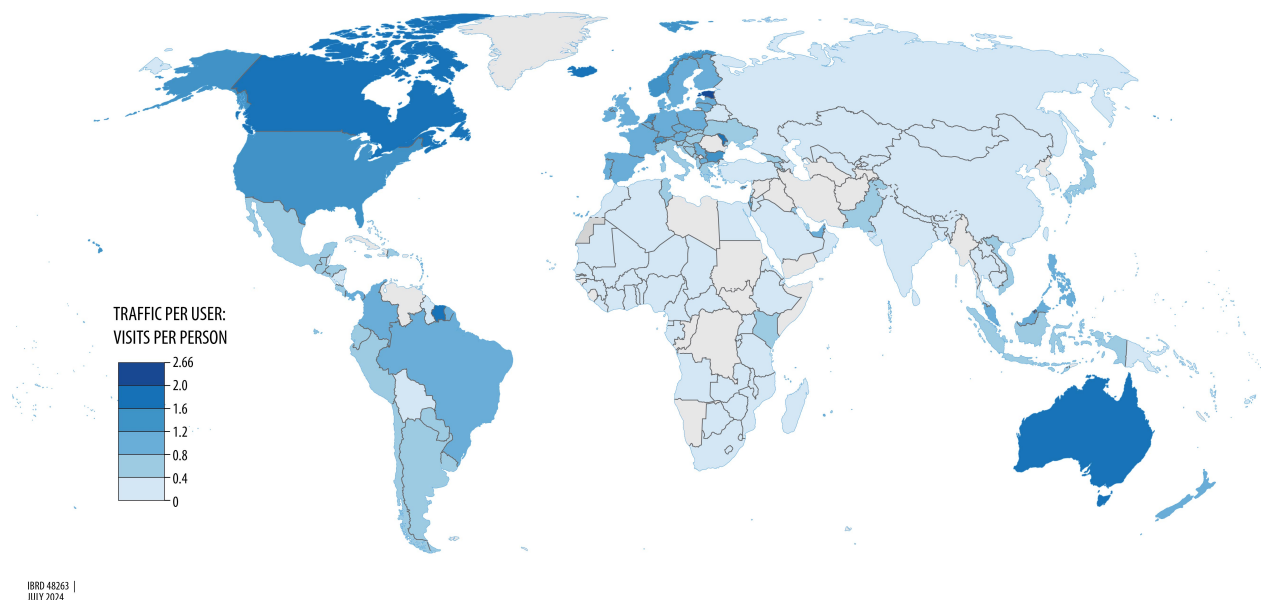 TRAFFIC PER USER:
VISITS PER PERSON
2.66
2.0
1.6
1.2
0.8
0.4
0
IBRD 48263 |
JULY 2024